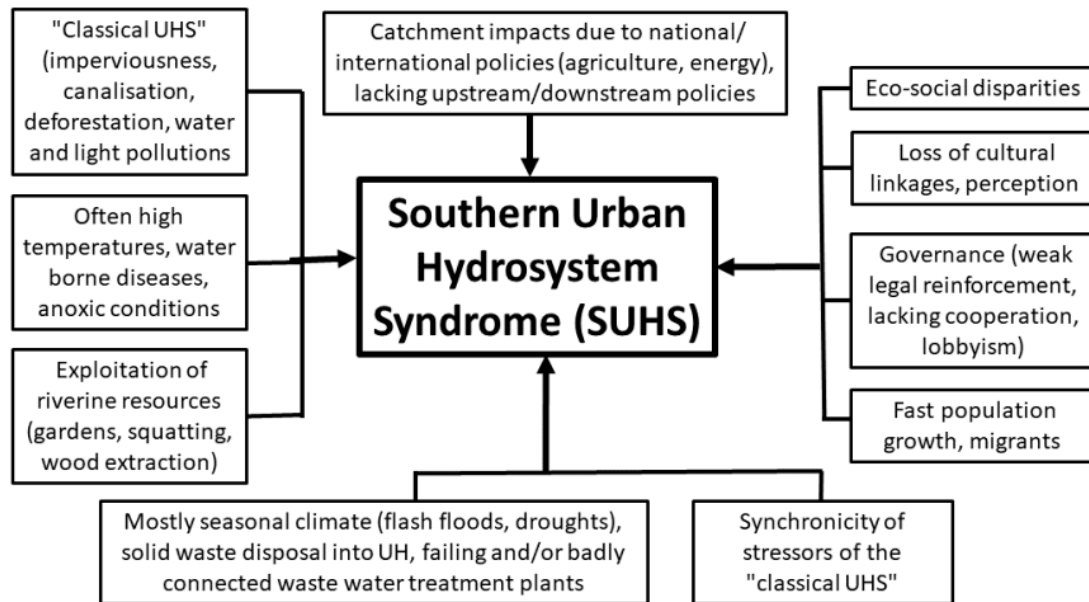 "Classical UHS"
(imperviousness,
canalisation,
deforestation, water
and light pollutions
Often high
temperatures, water
borne diseases,
anoxic conditions
Exploitation of
riverine resources
(gardens, squatting,
wood extraction)
Catchment impacts due to national/
international policies (agriculture, energy),
lacking upstream/downstream policies
Southern Urban
Hydrosystem
Syndrome (SUHS)
Eco-social disparities
Loss of cultural
linkages, perception
Governance (weak
legal reinforcement,
lacking cooperation,
lobbyism)
Fast population
growth, migrants
Mostly seasonal climate (flash floods, droughts),
solid waste disposal into UH, failing and/or badly
connected waste water treatment plants
Synchronicity of
stressors of the
"classical UHS"